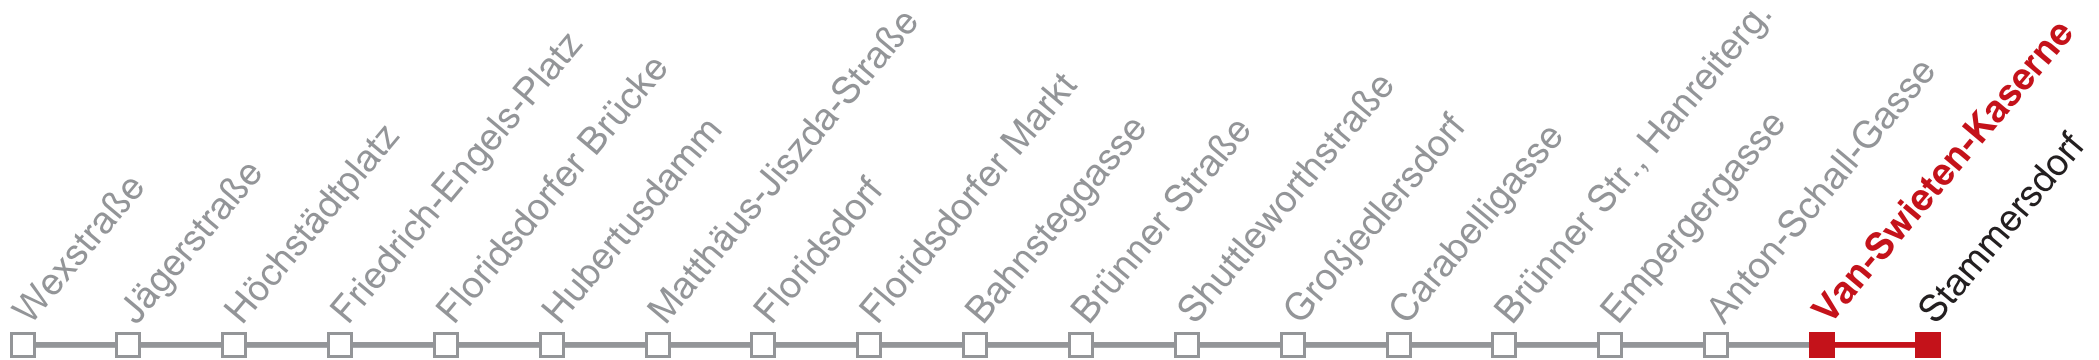 Wexstraße
Jägerstraße
Höchstädtplatz
Friedrich-Engels-Platz
Floridsdorfer Brücke
Hubertusdamm
Matthäus-Jiszda-Straße
Floridsdorf
Floridsdorfer Markt
Bahnsteggasse
Brünner Straße
Shuttleworthstraße
Großjedlersdorf
Carabelligasse
Brünner Str., Hanreiterg.
Empergergasse
Anton-Schall-Gasse
Van-Swieten-Kaserne
Stammersdorf